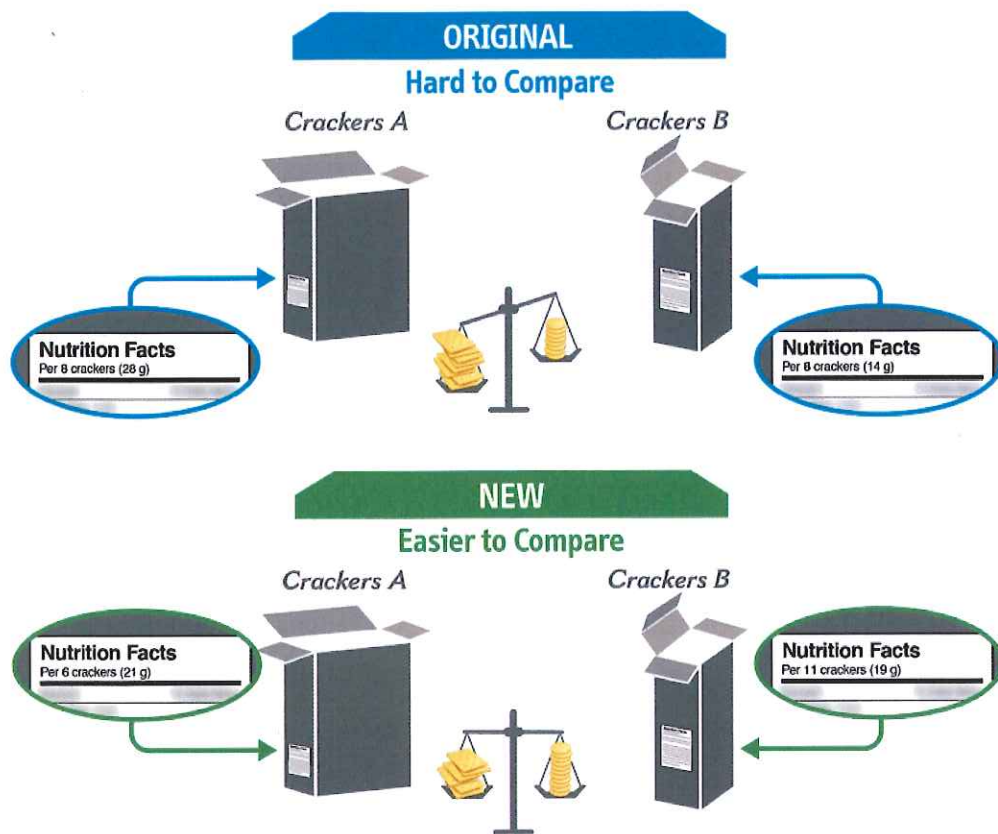 ORIGINAL
Hard to Compare
Crackers A
Crackers B
Nutrition Facts
Per 8 crackers (28 g)
Nutrition Facts
Per 8 crackers (14 g)
NEW
Easier to Compare
Crackers A
Crackers B
Nutrition Facts
Per 6 crackers (21 g)
Nutrition Facts
Per 11 crackers (19 g)